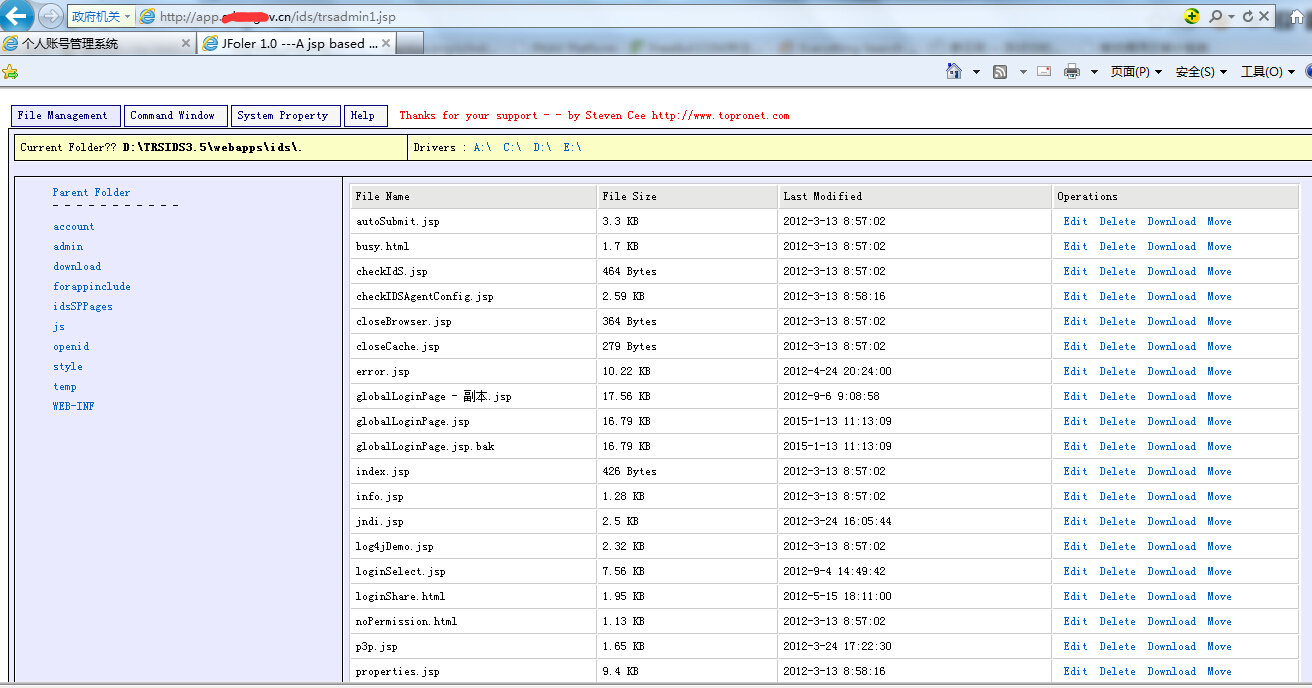 政府机关 http://app. ov.cn/ids/trsadmin1.jsp
个人账号管理系统 JFoler 1.0 ---A jsp based ...
页面(P) 安全(S) 工具(O)
File Management Command Window System Property Help Thanks for your support - - by Steven Cee http://www.topronet.com
Current Folder?? D:\TRSIDS3.5\webapps\ids\. Drivers : A:\ C:\ D:\ E:\
Parent Folder
- - - - - - - - - - -
account
admin
download
forappinclude
idsSPPages
js
openid
style
temp
WEB-INF
File Name File Size Last Modified Operations
autoSubmit.jsp 3.3 KB 2012-3-13 8:57:02 Edit Delete Download Move
busy.html 1.7 KB 2012-3-13 8:57:02 Edit Delete Download Move
checkIdS.jsp 464 Bytes 2012-3-13 8:57:02 Edit Delete Download Move
checkIDSAgentConfig.jsp 2.59 KB 2012-3-13 8:58:16 Edit Delete Download Move
closeBrowser.jsp 364 Bytes 2012-3-13 8:57:02 Edit Delete Download Move
closeCache.jsp 279 Bytes 2012-3-13 8:57:02 Edit Delete Download Move
error.jsp 10.22 KB 2012-4-24 20:24:00 Edit Delete Download Move
globalLoginPage - 副本.jsp 17.56 KB 2012-9-6 9:08:58 Edit Delete Download Move
globalLoginPage.jsp 16.79 KB 2015-1-13 11:13:09 Edit Delete Download Move
globalLoginPage.jsp.bak 16.79 KB 2015-1-13 11:13:09 Edit Delete Download Move
index.jsp 426 Bytes 2012-3-13 8:57:02 Edit Delete Download Move
info.jsp 1.28 KB 2012-3-13 8:57:02 Edit Delete Download Move
jndi.jsp 2.5 KB 2012-3-24 16:05:44 Edit Delete Download Move
log4jDemo.jsp 2.32 KB 2012-3-13 8:57:02 Edit Delete Download Move
loginSelect.jsp 7.56 KB 2012-9-4 14:49:42 Edit Delete Download Move
loginShare.html 1.95 KB 2012-5-15 18:11:00 Edit Delete Download Move
noPermission.html 1.13 KB 2012-3-13 8:57:02 Edit Delete Download Move
p3p.jsp 1.65 KB 2012-3-24 17:22:30 Edit Delete Download Move
properties.jsp 9.4 KB 2012-3-13 8:58:16 Edit Delete Download Move